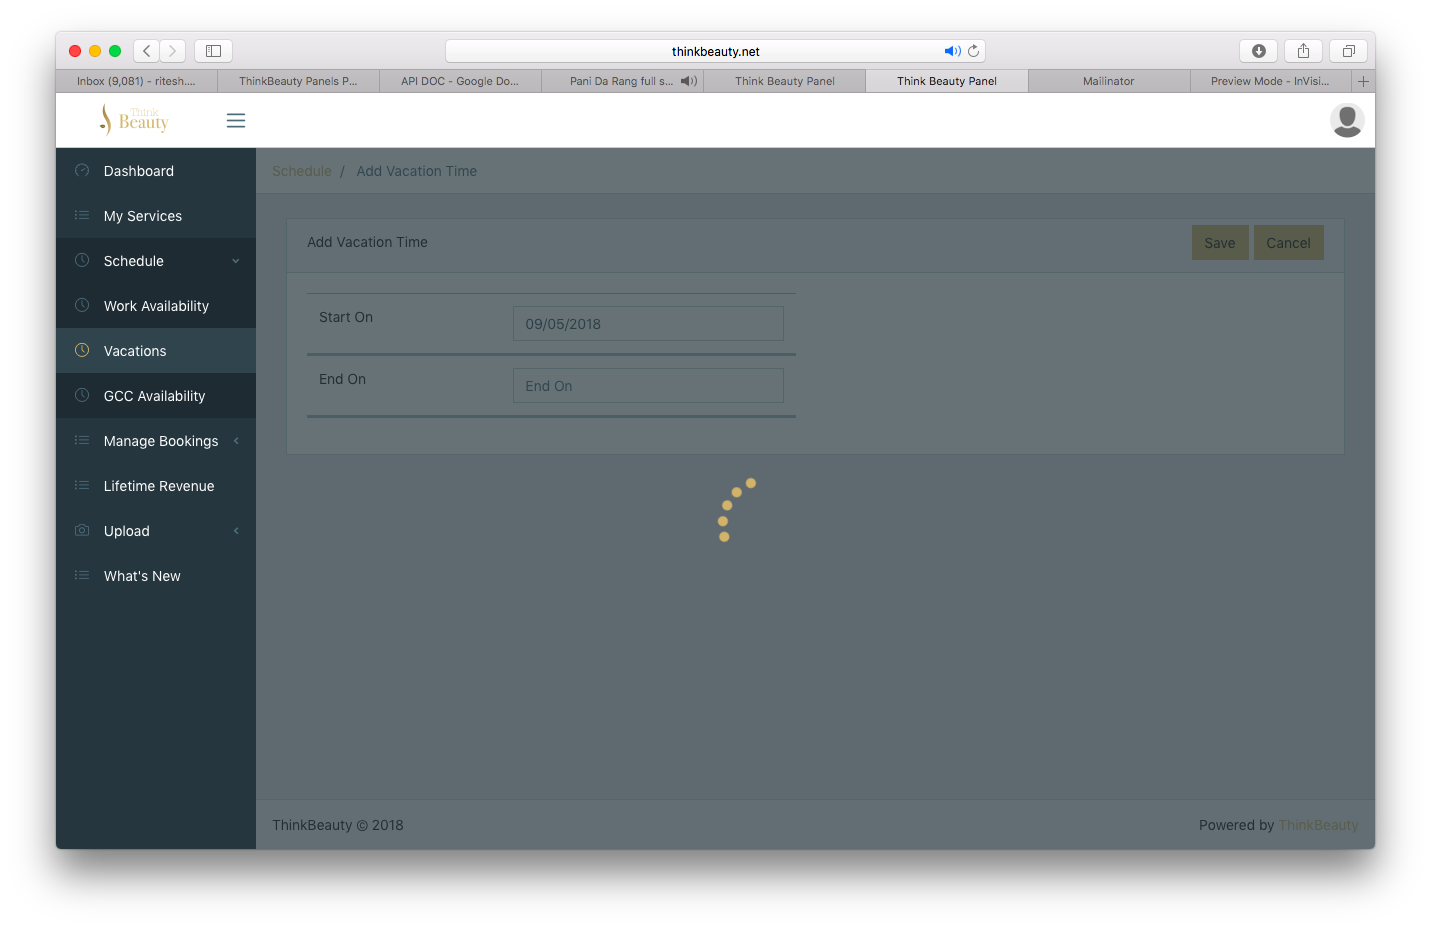 thinkbeauty.net
Inbox (9,081) - ritesh....
ThinkBeauty Panels P...
API DOC - Google Do...
Pani Da Rang full s...
Think Beauty Panel
Think Beauty Panel
Mailinator
Preview Mode - InVisi...
Think
Beauty
Dashboard
My Services
Schedule
Work Availability
Vacations
GCC Availability
Manage Bookings
Lifetime Revenue
Upload
What's New
Schedule / Add Vacation Time
Add Vacation Time
Save
Cancel
Start On
09/05/2018
End On
End On
ThinkBeauty © 2018
Powered by ThinkBeauty